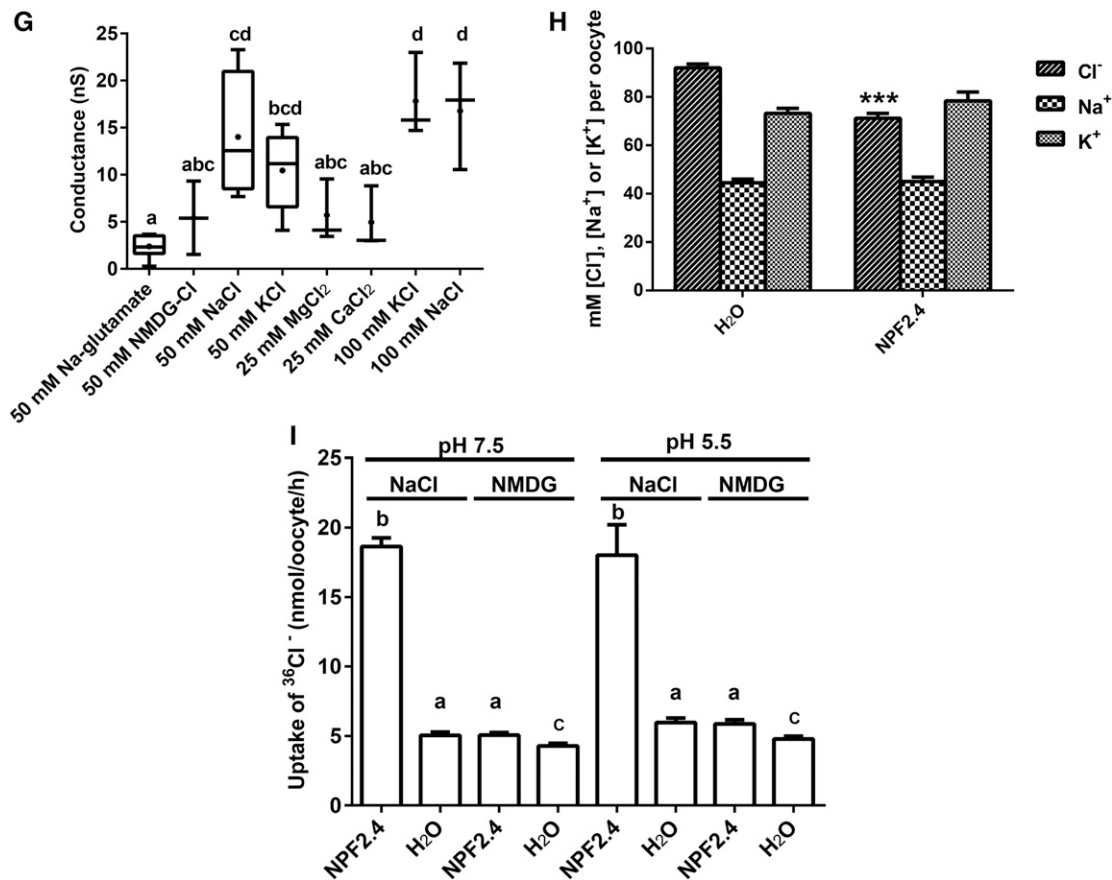 G
Conductance (nS)
25
20
15
10
5
0
a
abc
cd
bcd
abc
abc
d
d
50 mM Na-glutamate
50 mM NMDG-Cl
50 mM NaCl
50 mM KCl
25 mM MgCl₂
25 mM CaCl₂
100 mM KCl
100 mM NaCl
H
mM [Cl⁻], [Na⁺] or [K⁺] per oocyte
100
80
60
40
20
0
***
H₂O
NPF2.4
Cl⁻
Na⁺
K⁺
I
Uptake of ³⁶Cl⁻ (nmol/oocyte/h)
25
20
15
10
5
0
pH 7.5
pH 5.5
NaCl
NMDG
NaCl
NMDG
b
a
a
c
b
a
a
c
NPF2.4
H₂O
NPF2.4
H₂O
NPF2.4
H₂O
NPF2.4
H₂O